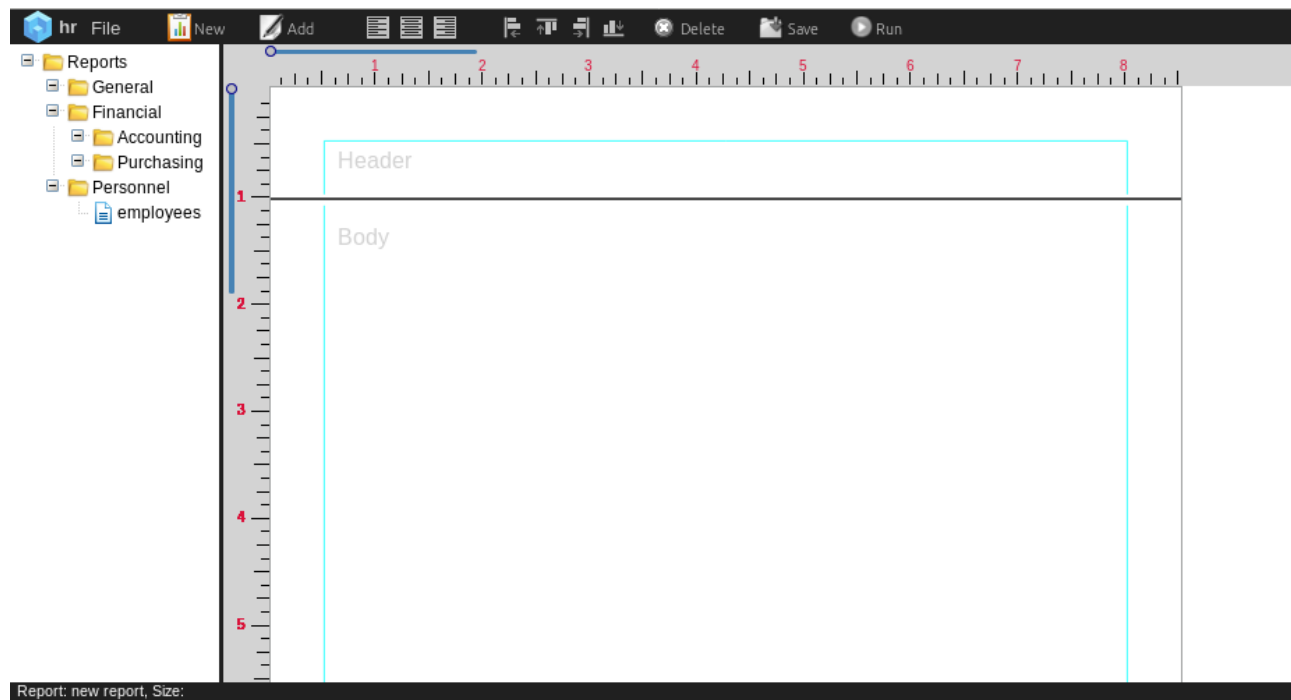 hr File New Add Delete Save Run
Reports
General
Financial
Accounting
Purchasing
Personnel
employees
1 2 3 4 5 6 7 8
Header
1
Body
2
3
4
5
Report: new report, Size: